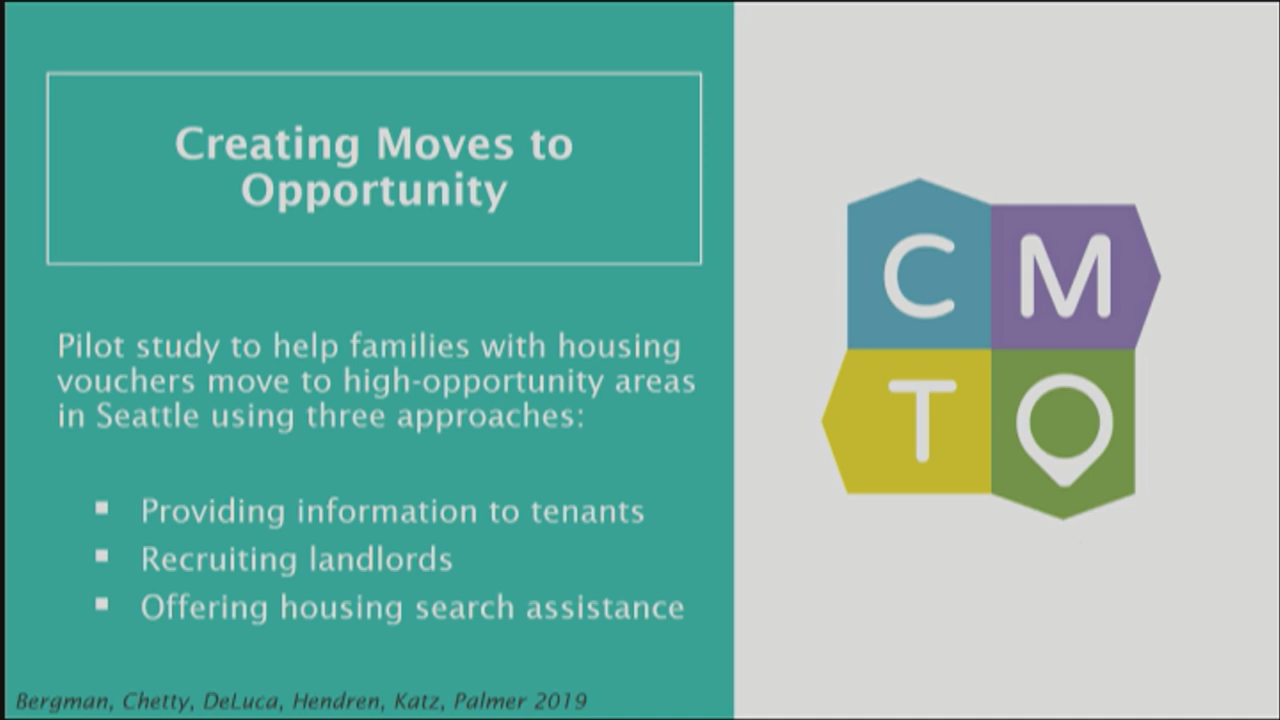 Creating Moves to
Opportunity
Pilot study to help families with housing
vouchers move to high-opportunity areas
in Seattle using three approaches:
▪ Providing information to tenants
▪ Recruiting landlords
▪ Offering housing search assistance
Bergman, Chetty, DeLuca, Hendren, Katz, Palmer 2019
C M
T O